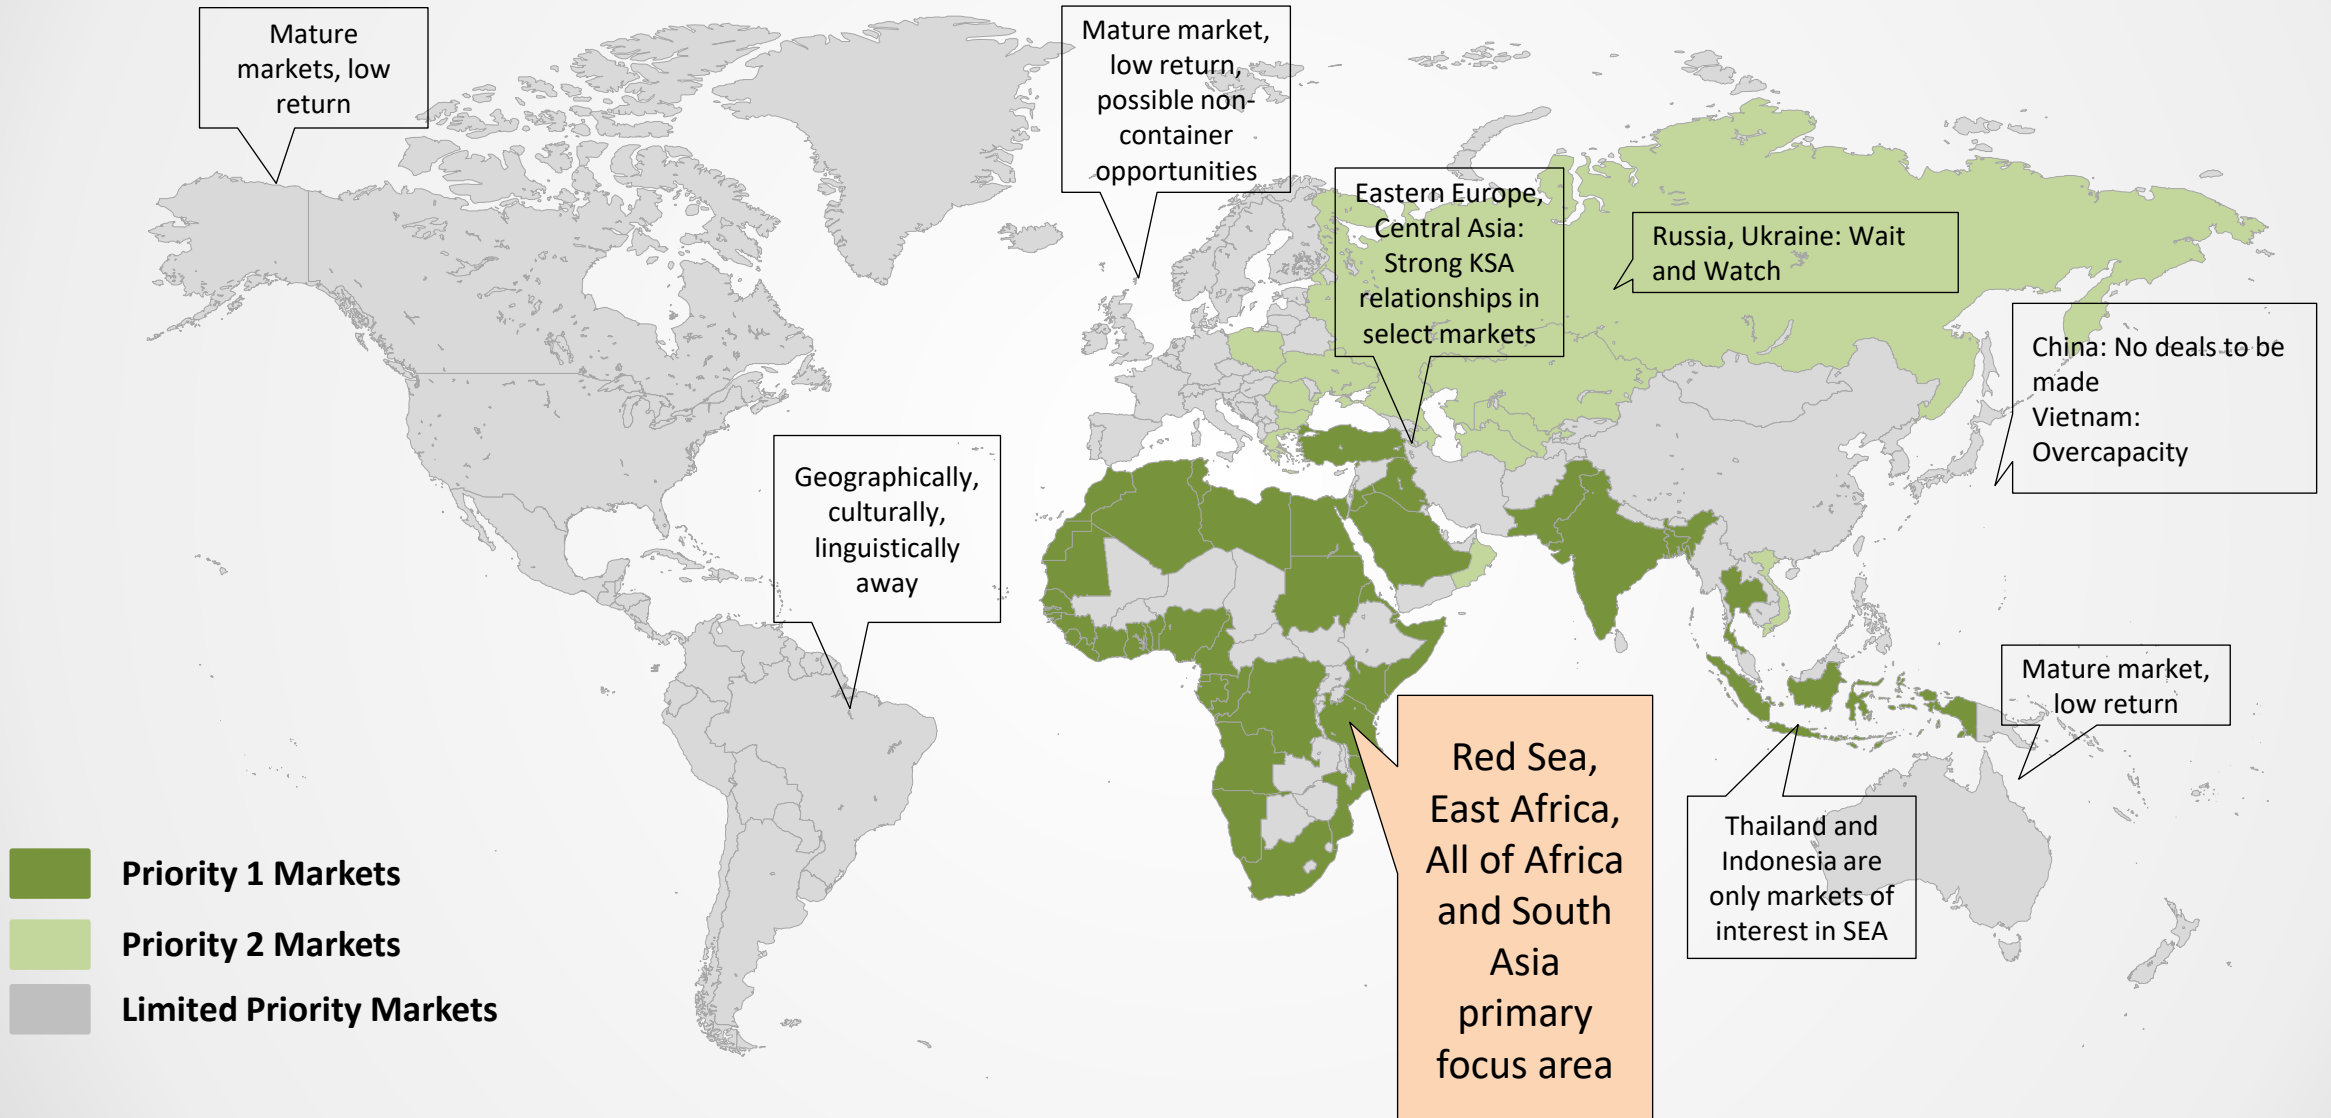 Mature
markets, low
return
Mature market,
low return,
possible non-
container
opportunities
Eastern Europe,
Central Asia:
Strong KSA
relationships in
select markets
Russia, Ukraine: Wait
and Watch
China: No deals to be
made
Vietnam:
Overcapacity
Geographically,
culturally,
linguistically
away
Mature market,
low return
Red Sea,
East Africa,
All of Africa
and South
Asia
primary
focus area
Thailand and
Indonesia are
only markets of
interest in SEA
Priority 1 Markets
Priority 2 Markets
Limited Priority Markets